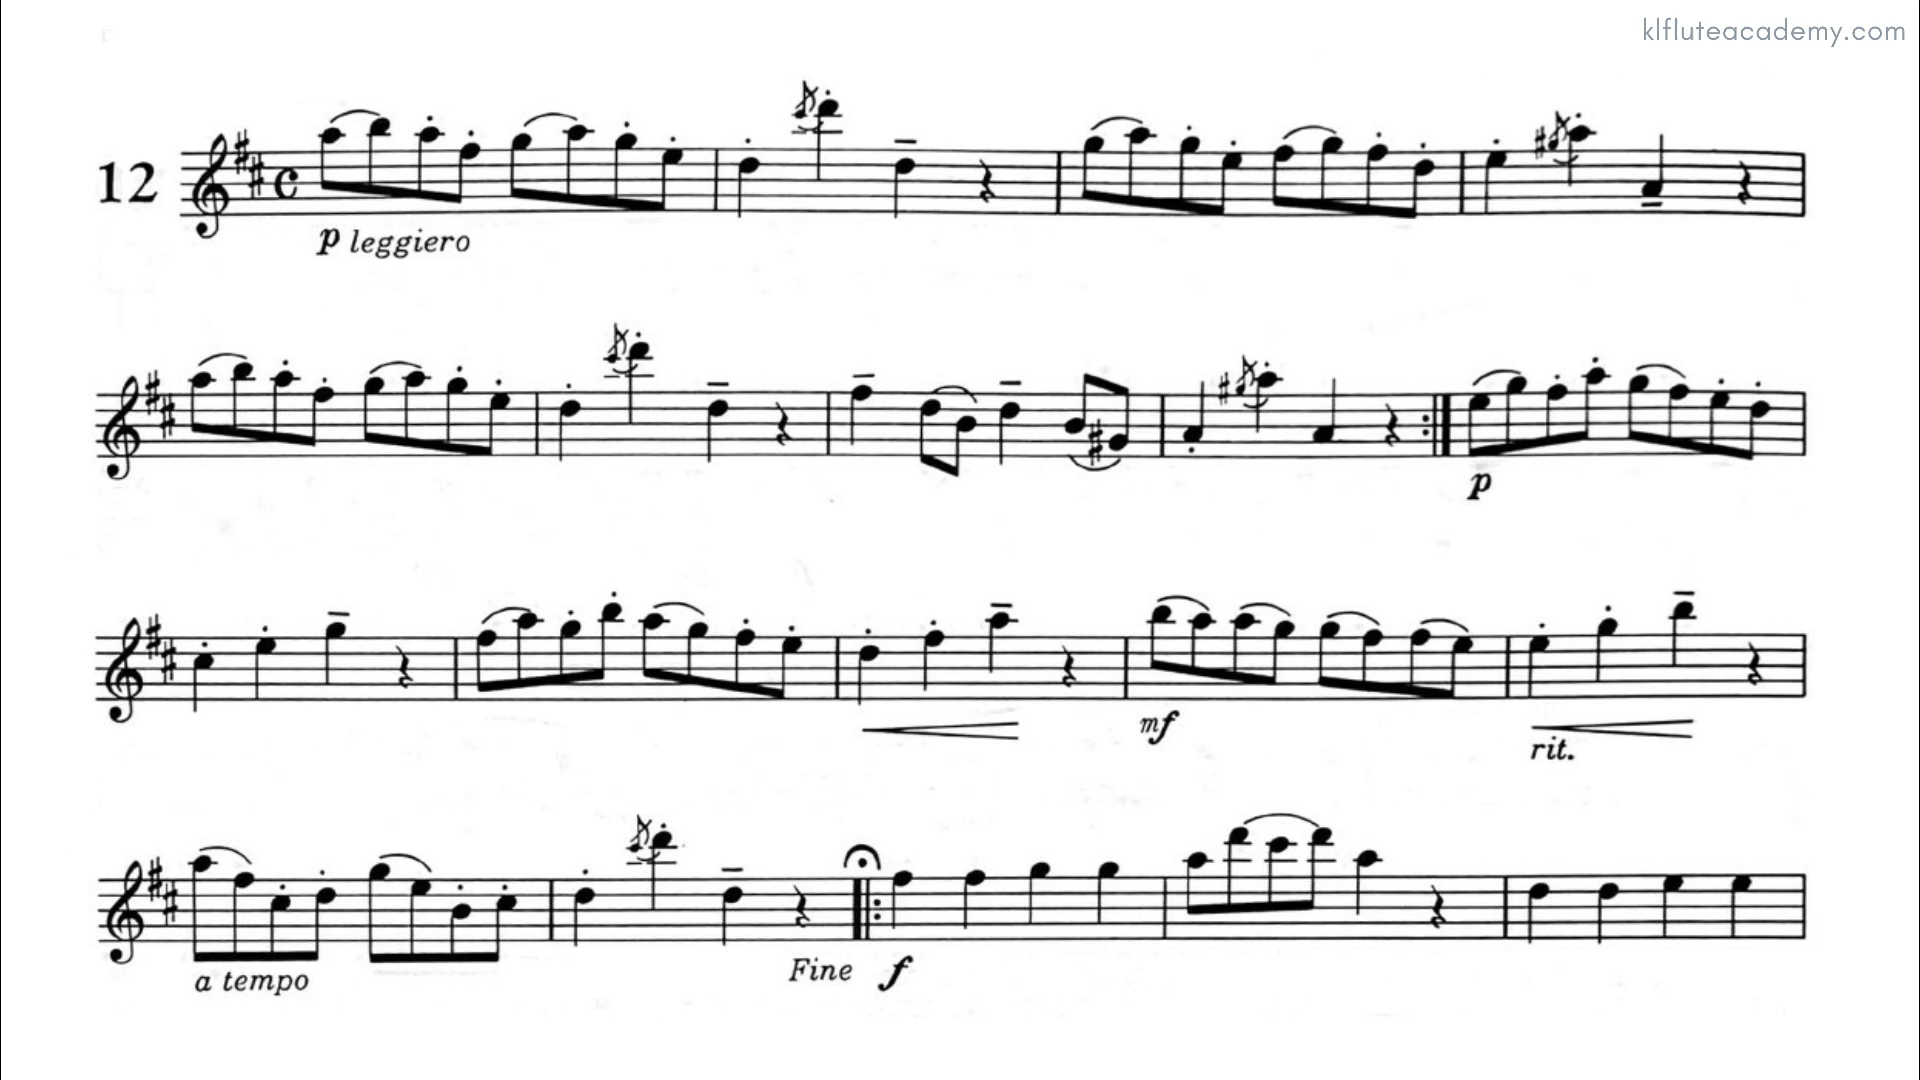 klfluteacademy.com
12
p leggiero
p
mf
rit.
a tempo
Fine
f